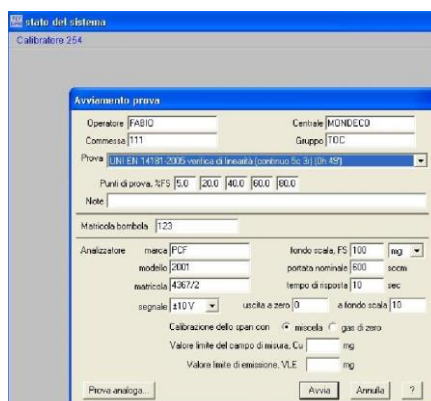 stato del sistema
Calibratore 254
Avviamento prova
Operatore FABIO Centrale MONDECO
Commessa 111 Gruppo TOC
Prova UNI EN 14181-2005 verifica di linearità (continuo 5c 3r) (0h 49')
Punti di prova, %FS 5.0 20.0 40.0 60.0 80.0
Note
Matricola bombola 123
Analizzatore marca PCF fondo scala, FS 100 mg
modello 2001 portata nominale 600 sccm
matricola 4367/2 tempo di risposta 10 sec
segnale ±10 V uscita a zero 0 a fondo scala 10
Calibrazione dello span con miscela gas di zero
Valore limite del campo di misura, Cu mg
Valore limite di emissione, VLE mg
Prova analoga... Avvia Annulla ?